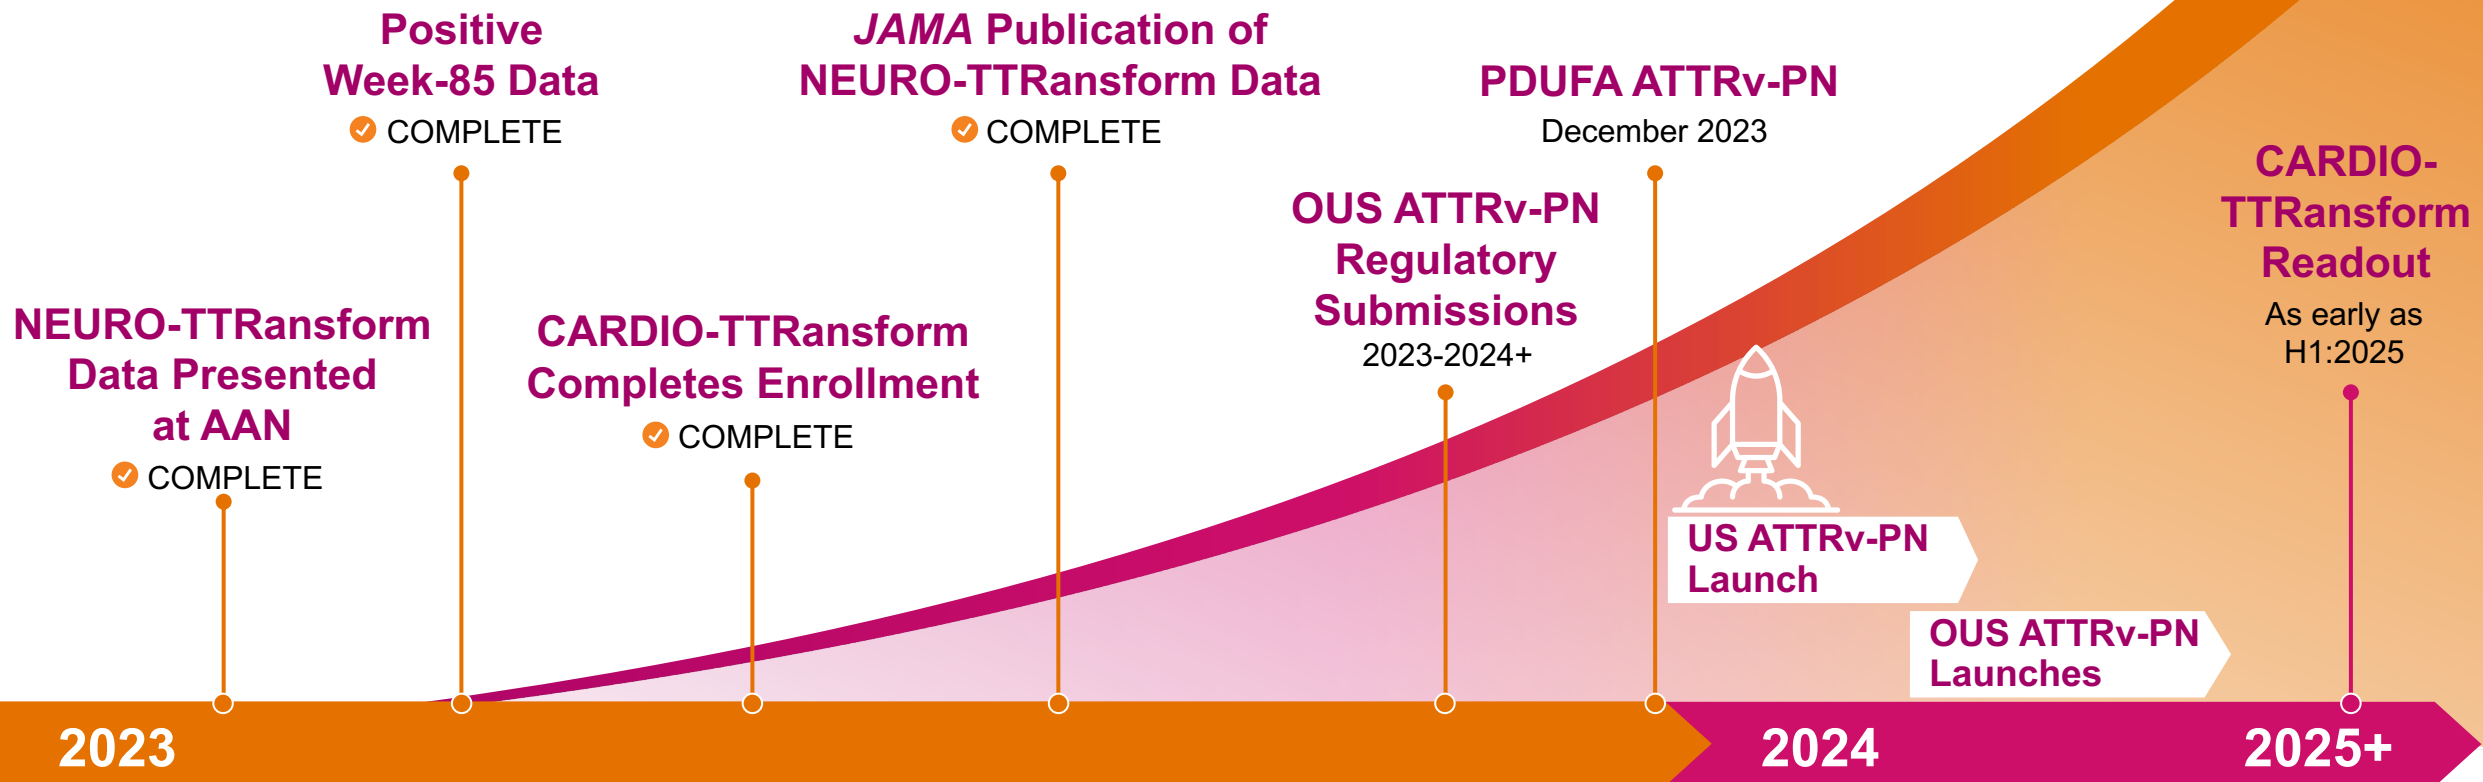 Positive
Week-85 Data
COMPLETE
JAMA Publication of
NEURO-TTRansform Data
COMPLETE
PDUFA ATTRv-PN
December 2023
CARDIO-
TTRansform
Readout
As early as
H1:2025
OUS ATTRv-PN
Regulatory
Submissions
2023-2024+
NEURO-TTRansform
Data Presented
at AAN
COMPLETE
CARDIO-TTRansform
Completes Enrollment
COMPLETE
US ATTRv-PN
Launch
OUS ATTRv-PN
Launches
2023
2024
2025+